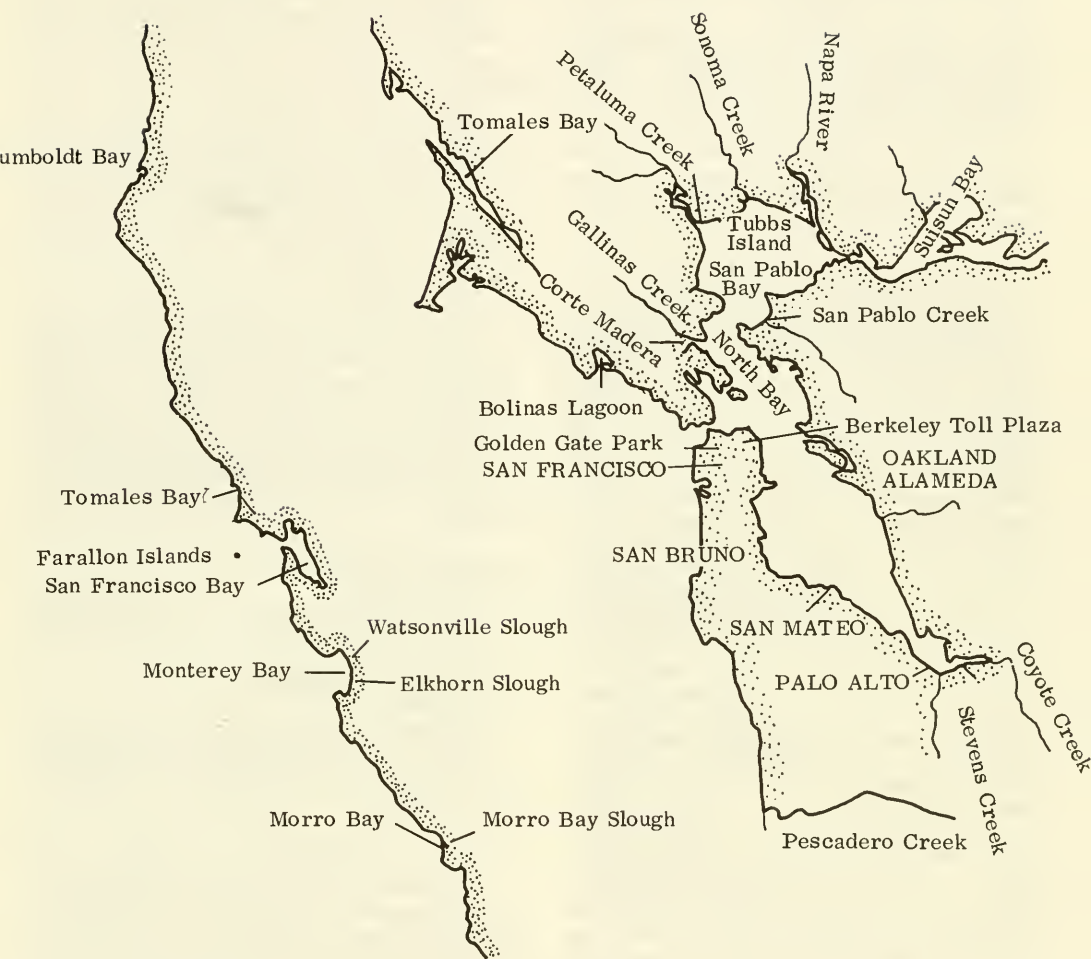 umboldt Bay
Tomales Bay
Farallon Islands
San Francisco Bay
Watsonville Slough
Monterey Bay
Elkhorn Slough
Morro Bay
Morro Bay Slough
Tomales Bay
Petaluma Creek
Sonoma Creek
Napa River
Suisun Bay
Tubbs
Island
San Pablo
Bay
Gallinas Creek
San Pablo Creek
Corte Madera
North Bay
Bolinas Lagoon
Berkeley Toll Plaza
Golden Gate Park
SAN FRANCISCO
OAKLAND
ALAMEDA
SAN BRUNO
SAN MATEO
PALO ALTO
Coyote Creek
Stevens Creek
Pescadero Creek